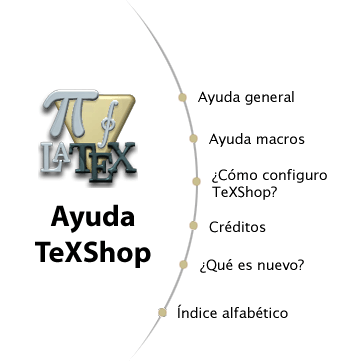 LATEX
Ayuda
TeXShop
Ayuda general
Ayuda macros
¿Cómo configuro
TeXShop?
Créditos
¿Qué es nuevo?
Índice alfabético